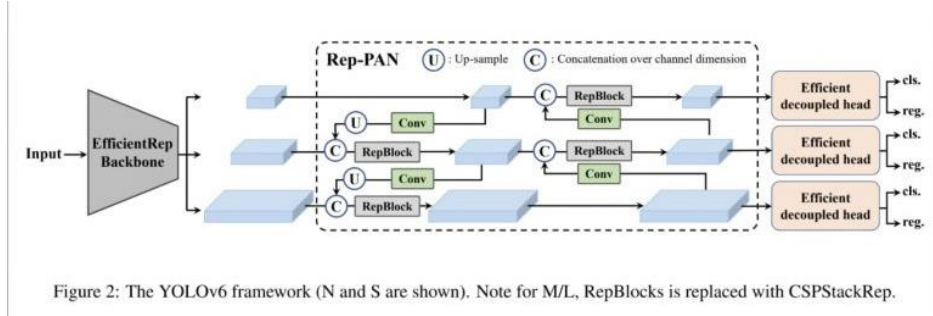 Rep-PAN U : Up-sample C : Concatenation over channel dimension
Input
EfficientRep
Backbone
C RepBlock
Conv
U Conv
C RepBlock
C RepBlock
Conv
U Conv
C RepBlock
Efficient
decoupled head
cls.
reg.
Efficient
decoupled head
cls.
reg.
Efficient
decoupled head
cls.
reg.
Figure 2: The YOLOv6 framework (N and S are shown). Note for M/L, RepBlocks is replaced with CSPStackRep.